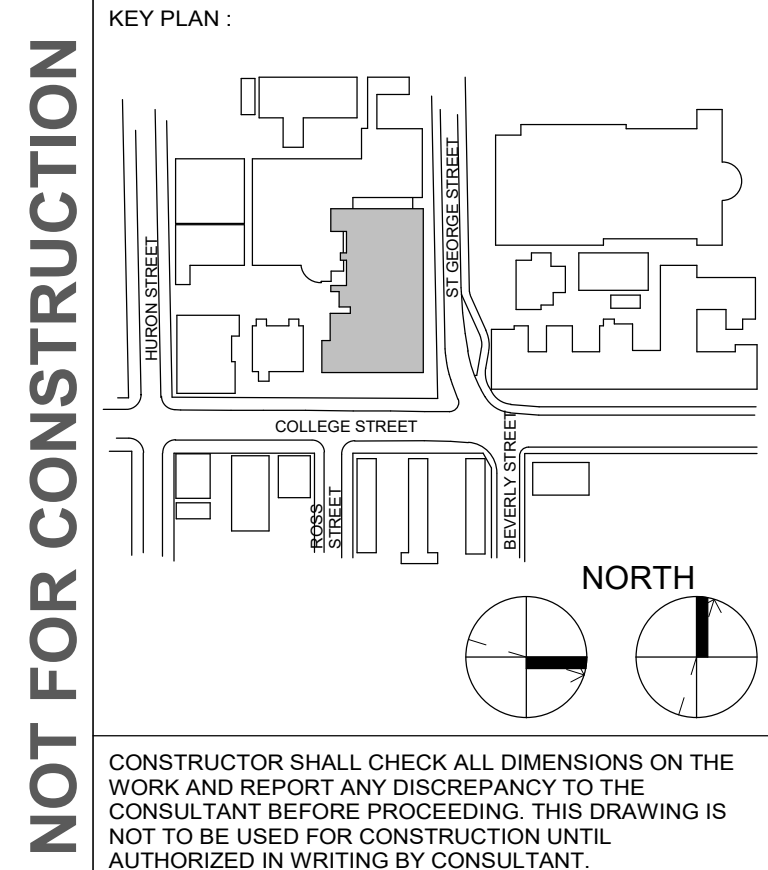 NOT FOR CONSTRUCTION
KEY PLAN :
HURON STREET
ST GEORGE STREET
COLLEGE STREET
ROSS
STREET
BEVERLY STREET
NORTH
CONSTRUCTOR SHALL CHECK ALL DIMENSIONS ON THE
WORK AND REPORT ANY DISCREPANCY TO THE
CONSULTANT BEFORE PROCEEDING. THIS DRAWING IS
NOT TO BE USED FOR CONSTRUCTION UNTIL
AUTHORIZED IN WRITING BY CONSULTANT.